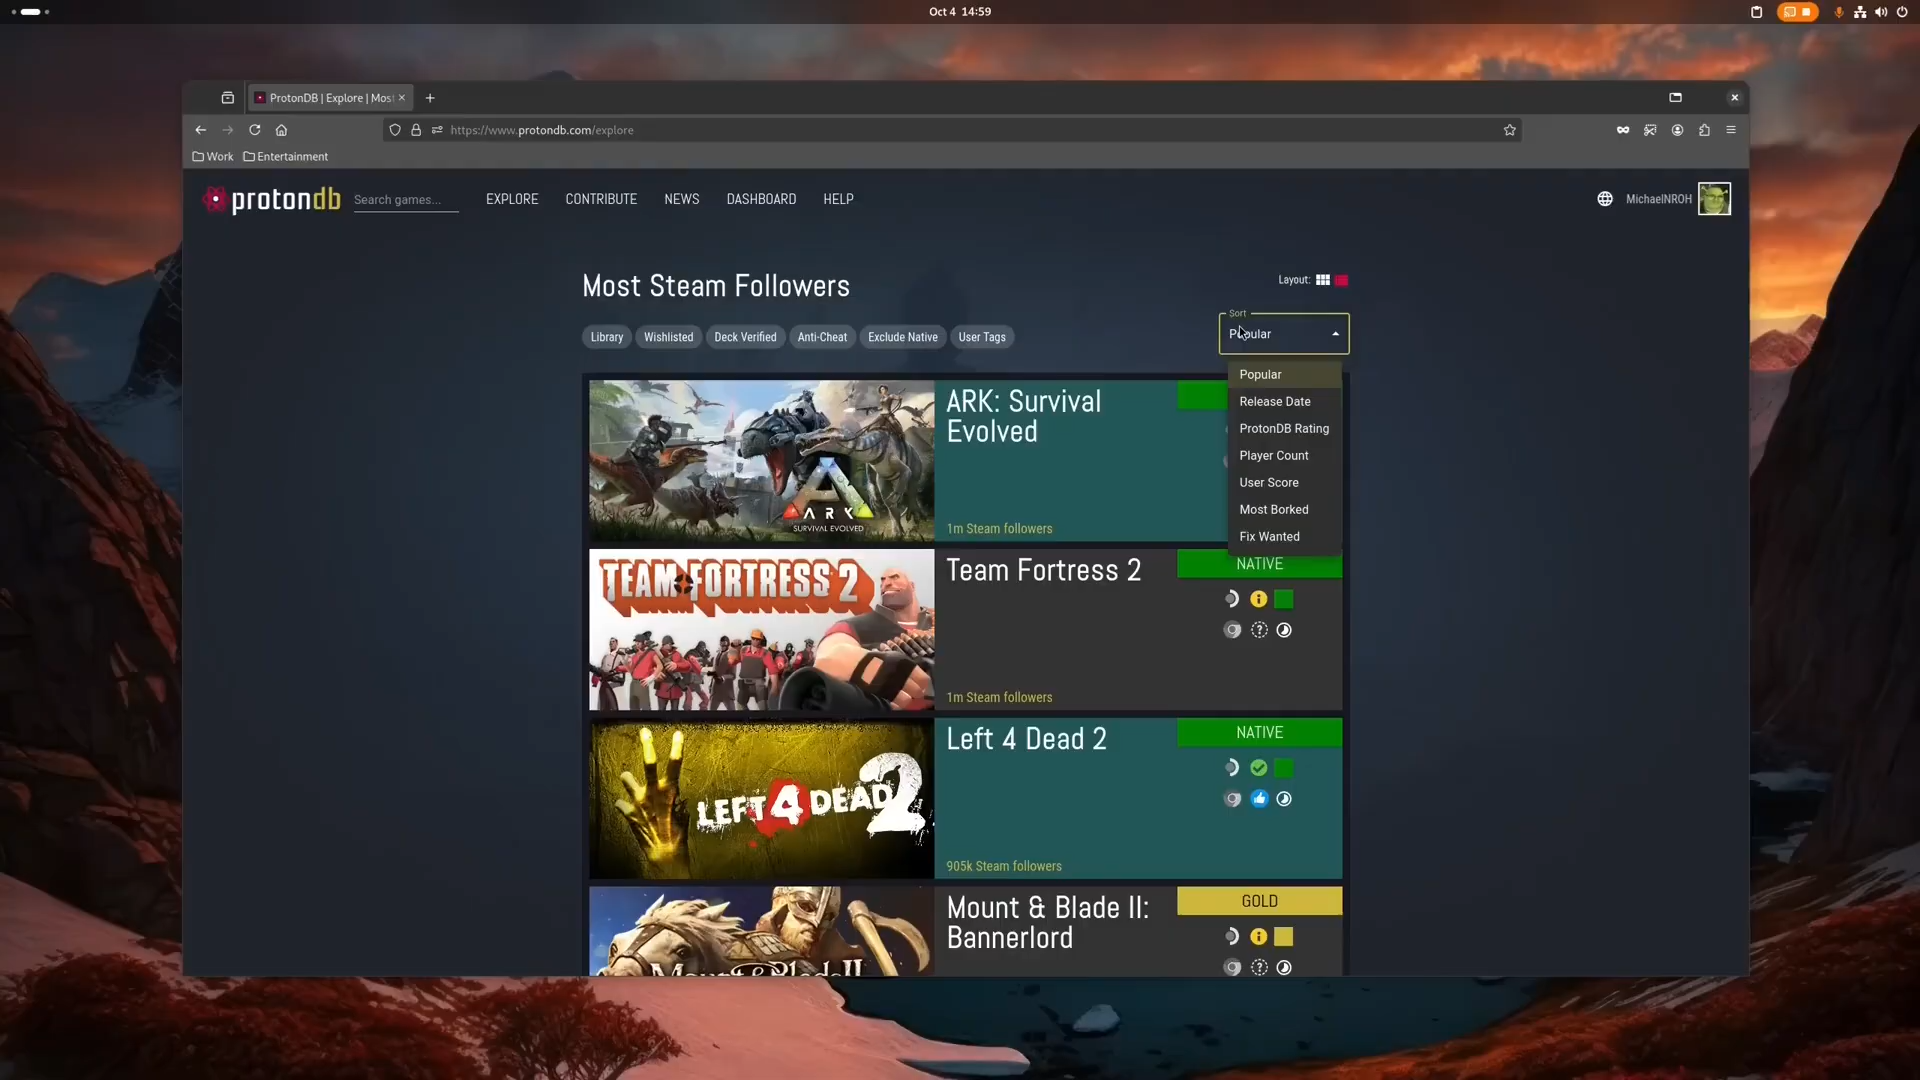 Oct 4 14:59
ProtonDB | Explore | Mos
https://www.protondb.com/explore
Work
Entertainment
protondb
Search games...
EXPLORE
CONTRIBUTE
NEWS
DASHBOARD
HELP
MichaelNROH
Most Steam Followers
Layout:
Library
Wishlisted
Deck Verified
Anti-Cheat
Exclude Native
User Tags
Sort
Popular
Popular
Release Date
ProtonDB Rating
Player Count
User Score
Most Borked
Fix Wanted
ARK
SURVIVAL EVOLVED
ARK: Survival
Evolved
1m Steam followers
TEAM FORTRESS 2
Team Fortress 2
NATIVE
1m Steam followers
LEFT 4 DEAD 2
Left 4 Dead 2
NATIVE
905k Steam followers
Mount & Blade II
Mount & Blade II:
Bannerlord
GOLD